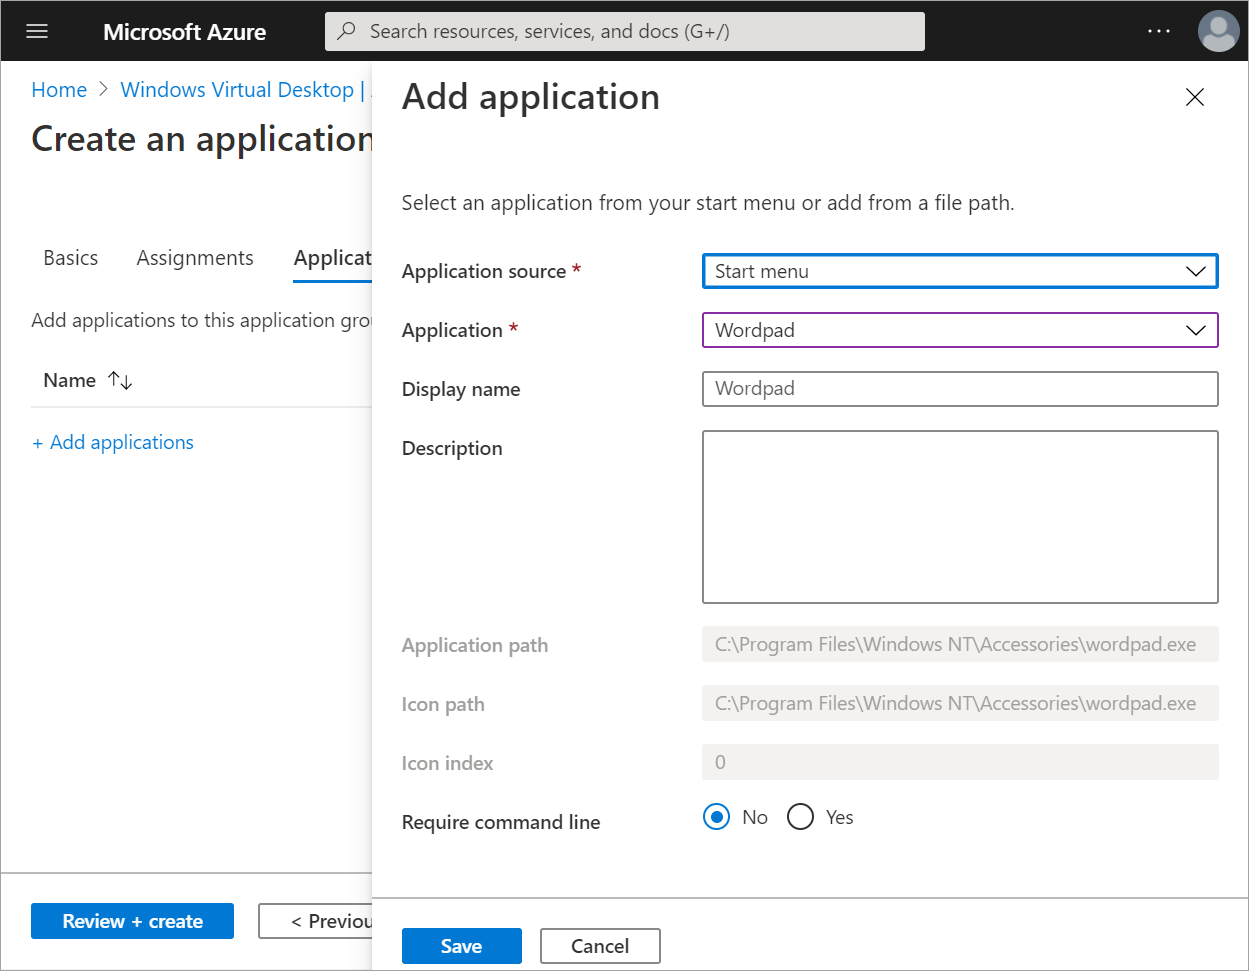 Microsoft Azure
Search resources, services, and docs (G+/)
Home > Windows Virtual Desktop |
Create an application
Basics Assignments Applicat
Add applications to this application grou
Name
+ Add applications
Review + create < Previou
Add application
Select an application from your start menu or add from a file path.
Application source * Start menu
Application * Wordpad
Display name Wordpad
Description
Application path C:\Program Files\Windows NT\Accessories\wordpad.exe
Icon path C:\Program Files\Windows NT\Accessories\wordpad.exe
Icon index 0
Require command line No Yes
Save Cancel